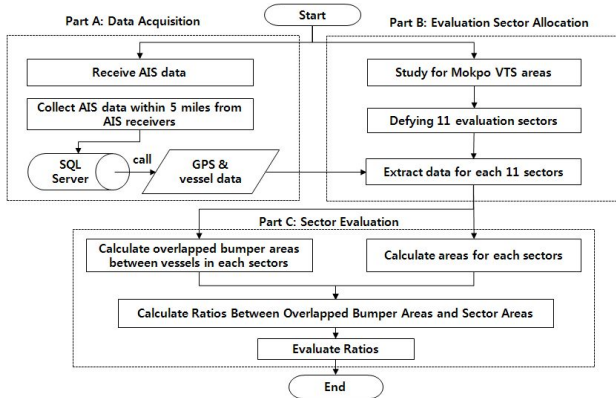 Start
Part A: Data Acquisition
Receive AIS data
Collect AIS data within 5 miles from
AIS receivers
SQL
Server
call
GPS &
vessel data
Part B: Evaluation Sector Allocation
Study for Mokpo VTS areas
Defying 11 evaluation sectors
Extract data for each 11 sectors
Part C: Sector Evaluation
Calculate overlapped bumper areas
between vessels in each sectors
Calculate areas for each sectors
Calculate Ratios Between Overlapped Bumper Areas and Sector Areas
Evaluate Ratios
End